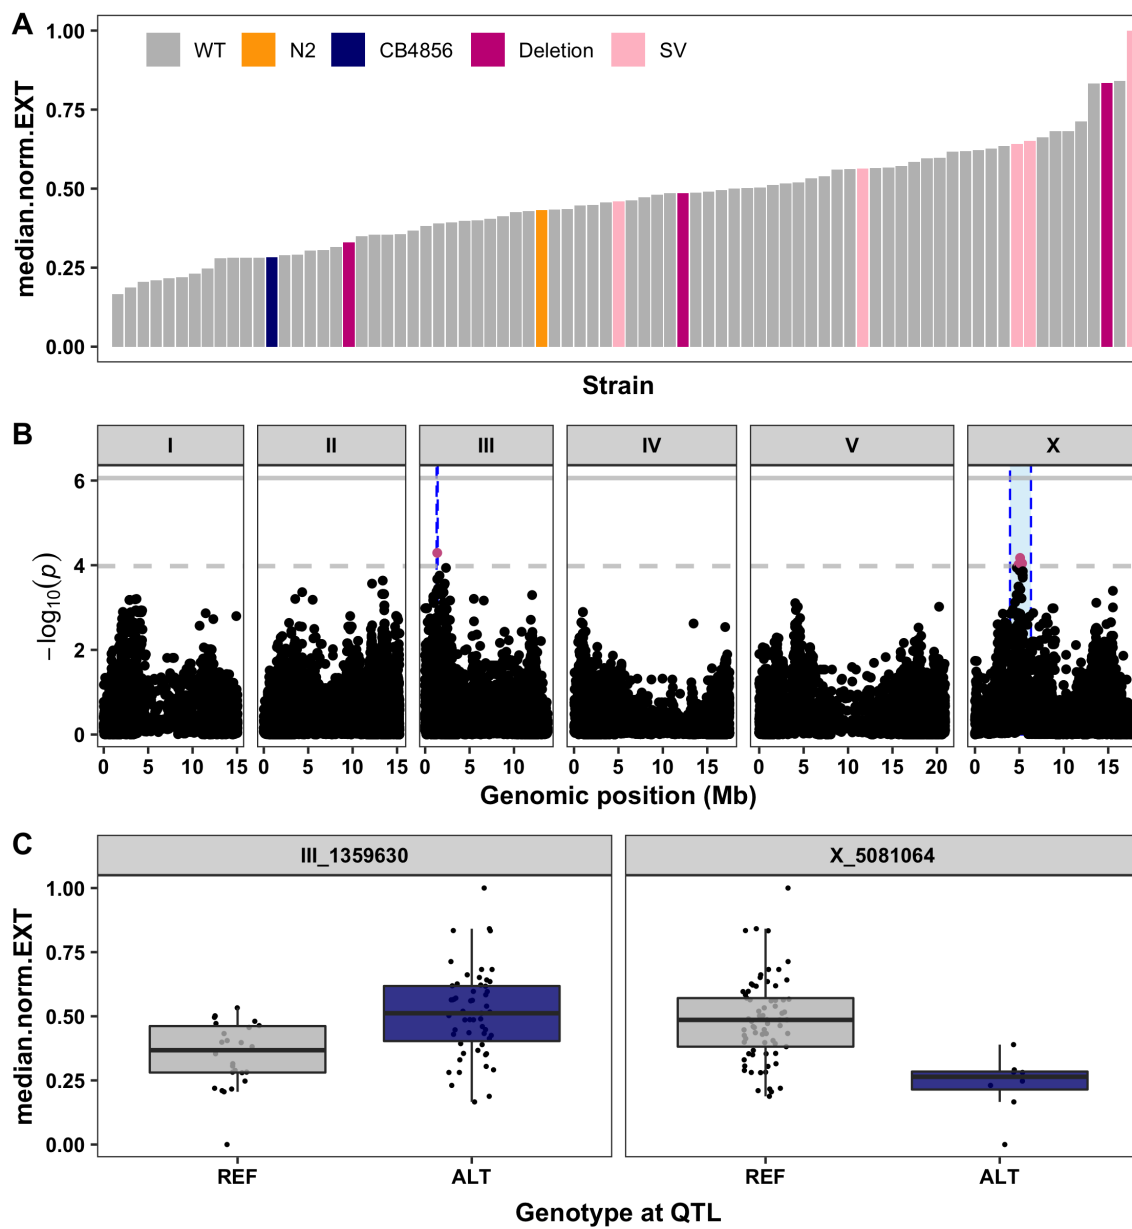 A
median.norm.EXT
1.00
0.75
0.50
0.25
0.00
WT N2 CB4856 Deletion SV
Strain
B
I II III IV V X
−log10(p)
6
4
2
0
0 5 10 15 0 5 10 15 0 5 10 0 5 10 15 0 5 10 15 20 0 5 10 15
Genomic position (Mb)
C
III_1359630 X_5081064
median.norm.EXT
1.00
0.75
0.50
0.25
0.00
REF ALT REF ALT
Genotype at QTL